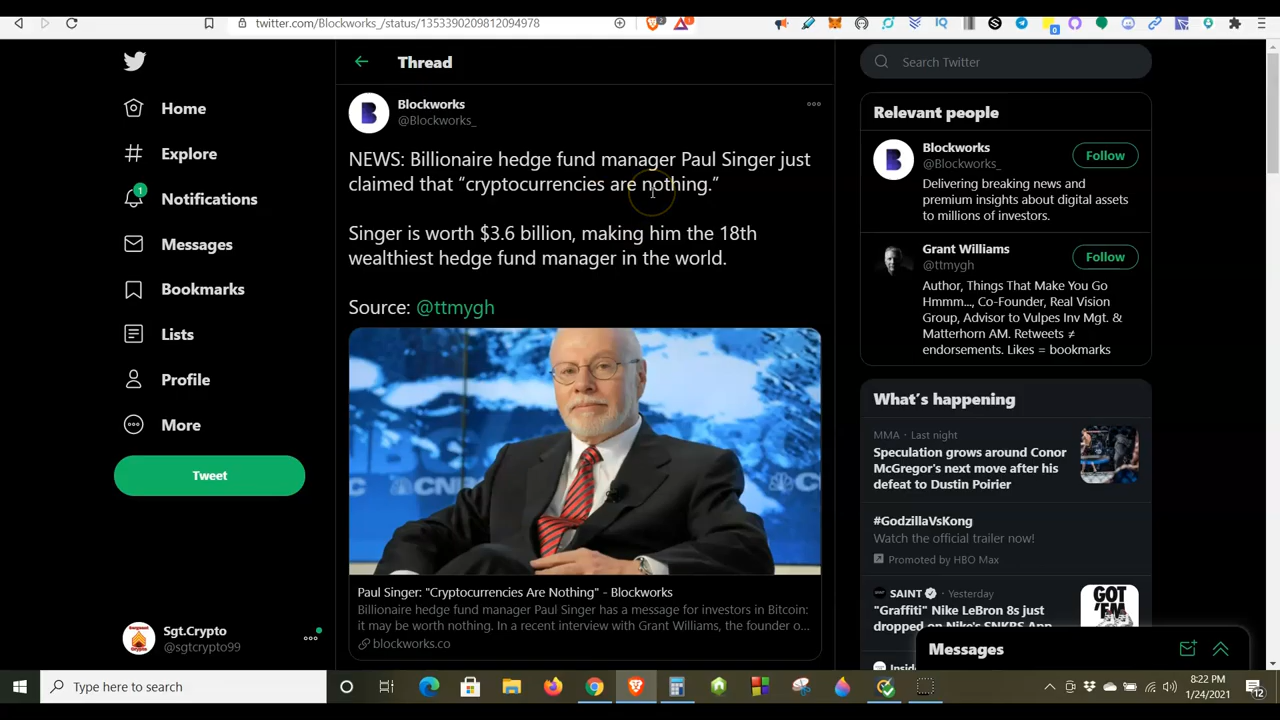 twitter.com/Blockworks_/status/1353390209812094978
Home
Explore
1
Notifications
Messages
Bookmarks
Lists
Profile
More
Tweet
Sgt.Crypto
@sgtcrypto99
Thread
Blockworks
@Blockworks_
NEWS: Billionaire hedge fund manager Paul Singer just
claimed that “cryptocurrencies are nothing.”
Singer is worth $3.6 billion, making him the 18th
wealthiest hedge fund manager in the world.
Source: @ttmygh
Paul Singer: "Cryptocurrencies Are Nothing" - Blockworks
Billionaire hedge fund manager Paul Singer has a message for investors in Bitcoin:
it may be worth nothing. In a recent interview with Grant Williams, the founder o...
blockworks.co
Search Twitter
Relevant people
Blockworks
@Blockworks_
Follow
Delivering breaking news and
premium insights about digital assets
to millions of investors.
Grant Williams
@ttmygh
Follow
Author, Things That Make You Go
Hmmm..., Co-Founder, Real Vision
Group, Advisor to Vulpes Inv Mgt. &
Matterhorn AM. Retweets ≠
endorsements. Likes = bookmarks
What's happening
MMA · Last night
Speculation grows around Conor
McGregor's next move after his
defeat to Dustin Poirier
#GodzillaVsKong
Watch the official trailer now!
Promoted by HBO Max
SAINT · Yesterday
"Graffiti" Nike LeBron 8s just
dropped on Nike's SNKRS App
GOT
'EM
Messages
Type here to search
8:22 PM
1/24/2021
12